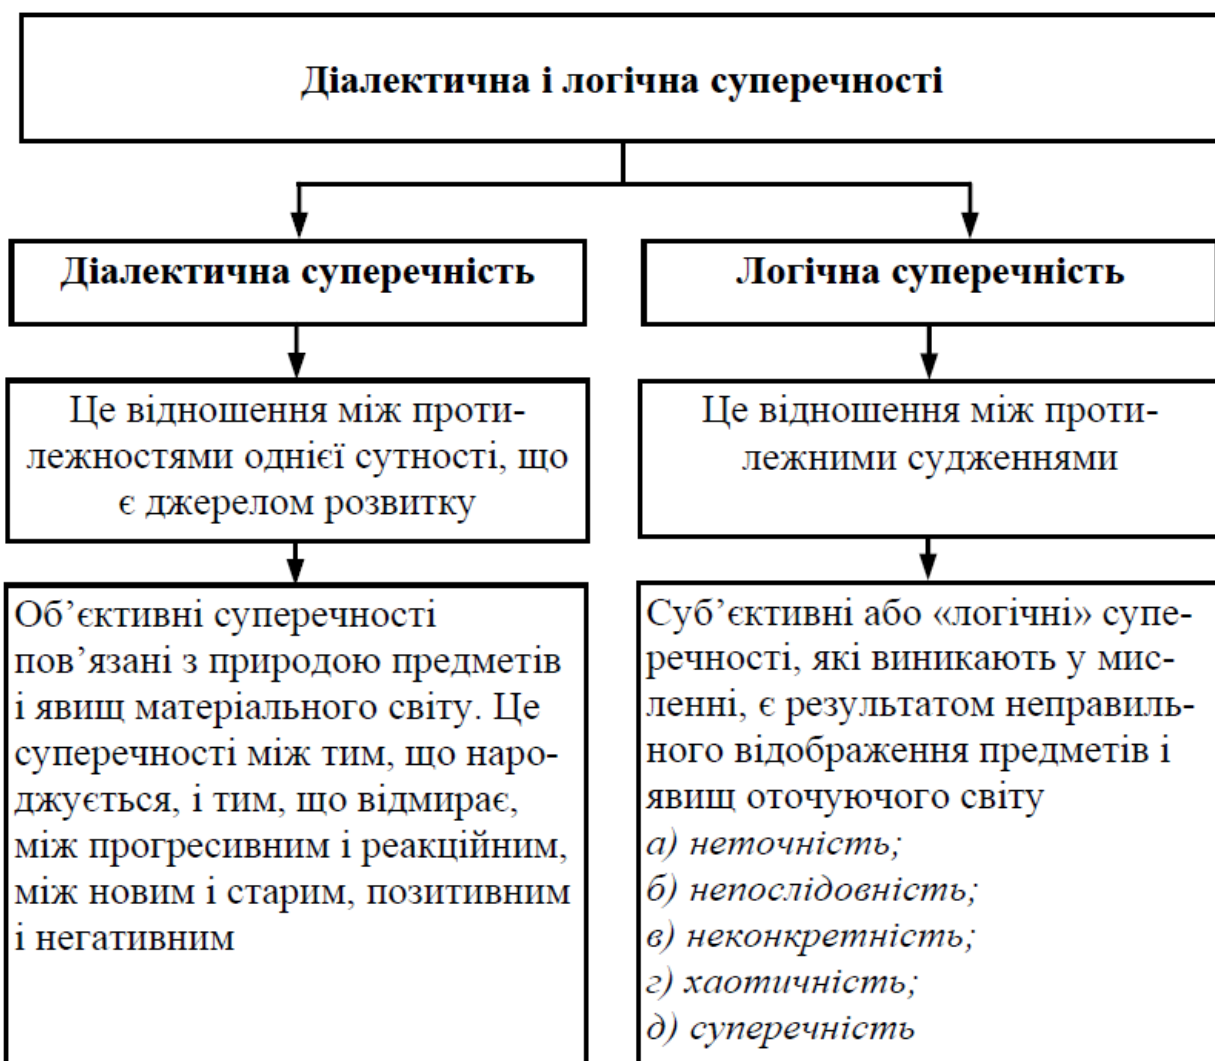 Діалектична і логічна суперечності
Діалектична суперечність
Це відношення між проти-
лежностями однієї сутності, що
є джерелом розвитку
Об’єктивні суперечності
пов’язані з природою предметів
і явищ матеріального світу. Це
суперечності між тим, що наро-
джується, і тим, що відмирає,
між прогресивним і реакційним,
між новим і старим, позитивним
і негативним
Логічна суперечність
Це відношення між проти-
лежними судженнями
Суб’єктивні або «логічні» супе-
речності, які виникають у мис-
ленні, є результатом неправиль-
ного відображення предметів і
явищ оточуючого світу
а) неточність;
б) непослідовність;
в) неконкретність;
г) хаотичність;
д) суперечність